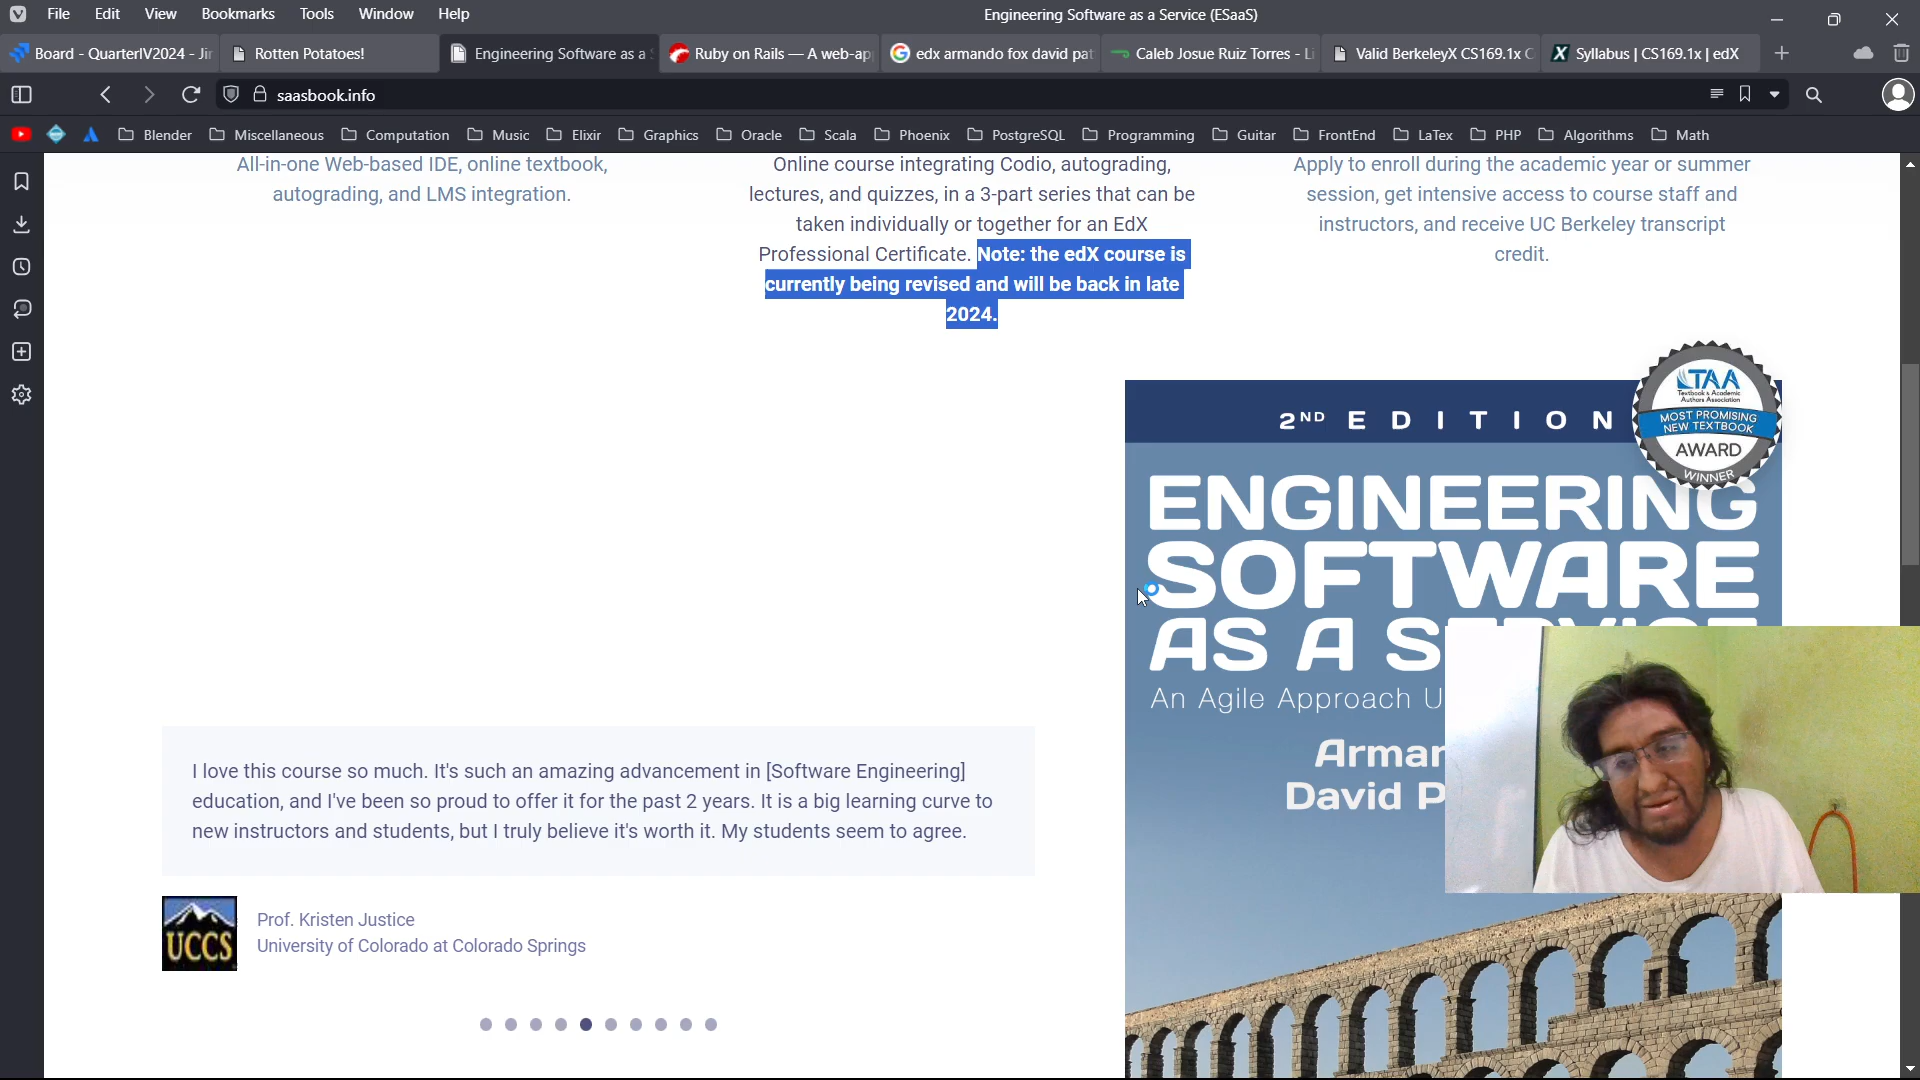 File Edit View Bookmarks Tools Window Help
Engineering Software as a Service (ESaaS)
Board - QuarterIV2024 - Jir
Rotten Potatoes!
Engineering Software as a
Ruby on Rails — A web-ap
edx armando fox david pat
Caleb Josue Ruiz Torres - Li
Valid BerkeleyX CS169.1x C
Syllabus | CS169.1x | edX
saasbook.info
Blender Miscellaneous Computation Music Elixir Graphics Oracle Scala Phoenix PostgreSQL Programming Guitar FrontEnd LaTex PHP Algorithms Math
All-in-one Web-based IDE, online textbook,
autograding, and LMS integration.
Online course integrating Codio, autograding,
lectures, and quizzes, in a 3-part series that can be
taken individually or together for an EdX
Professional Certificate. Note: the edX course is
currently being revised and will be back in late
2024.
Apply to enroll during the academic year or summer
session, get intensive access to course staff and
instructors, and receive UC Berkeley transcript
credit.
2ND EDITION
TAA
Textbook & Academic
Authors Association
MOST PROMISING
NEW TEXTBOOK
AWARD
WINNER
ENGINEERING
SOFTWARE
AS A SERVICE
An Agile Approach U
Armar
David P
I love this course so much. It's such an amazing advancement in [Software Engineering]
education, and I've been so proud to offer it for the past 2 years. It is a big learning curve to
new instructors and students, but I truly believe it's worth it. My students seem to agree.
UCCS
Prof. Kristen Justice
University of Colorado at Colorado Springs